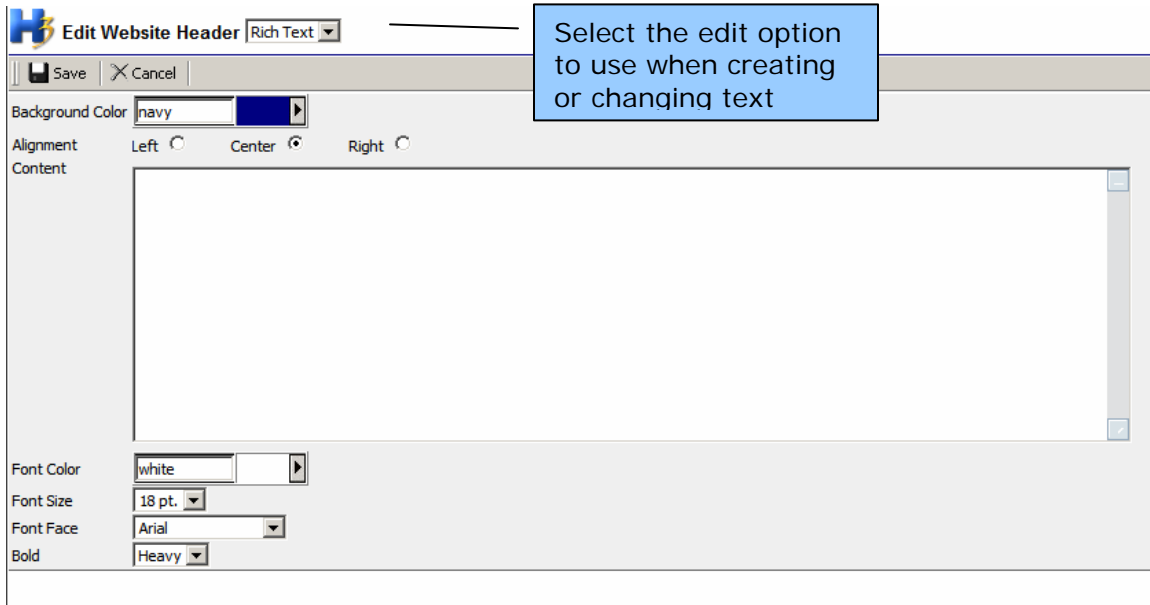 H3 Edit Website Header Rich Text
Select the edit option
to use when creating
or changing text
Save Cancel
Background Color navy
Alignment Left Center Right
Content
Font Color white
Font Size 18 pt.
Font Face Arial
Bold Heavy